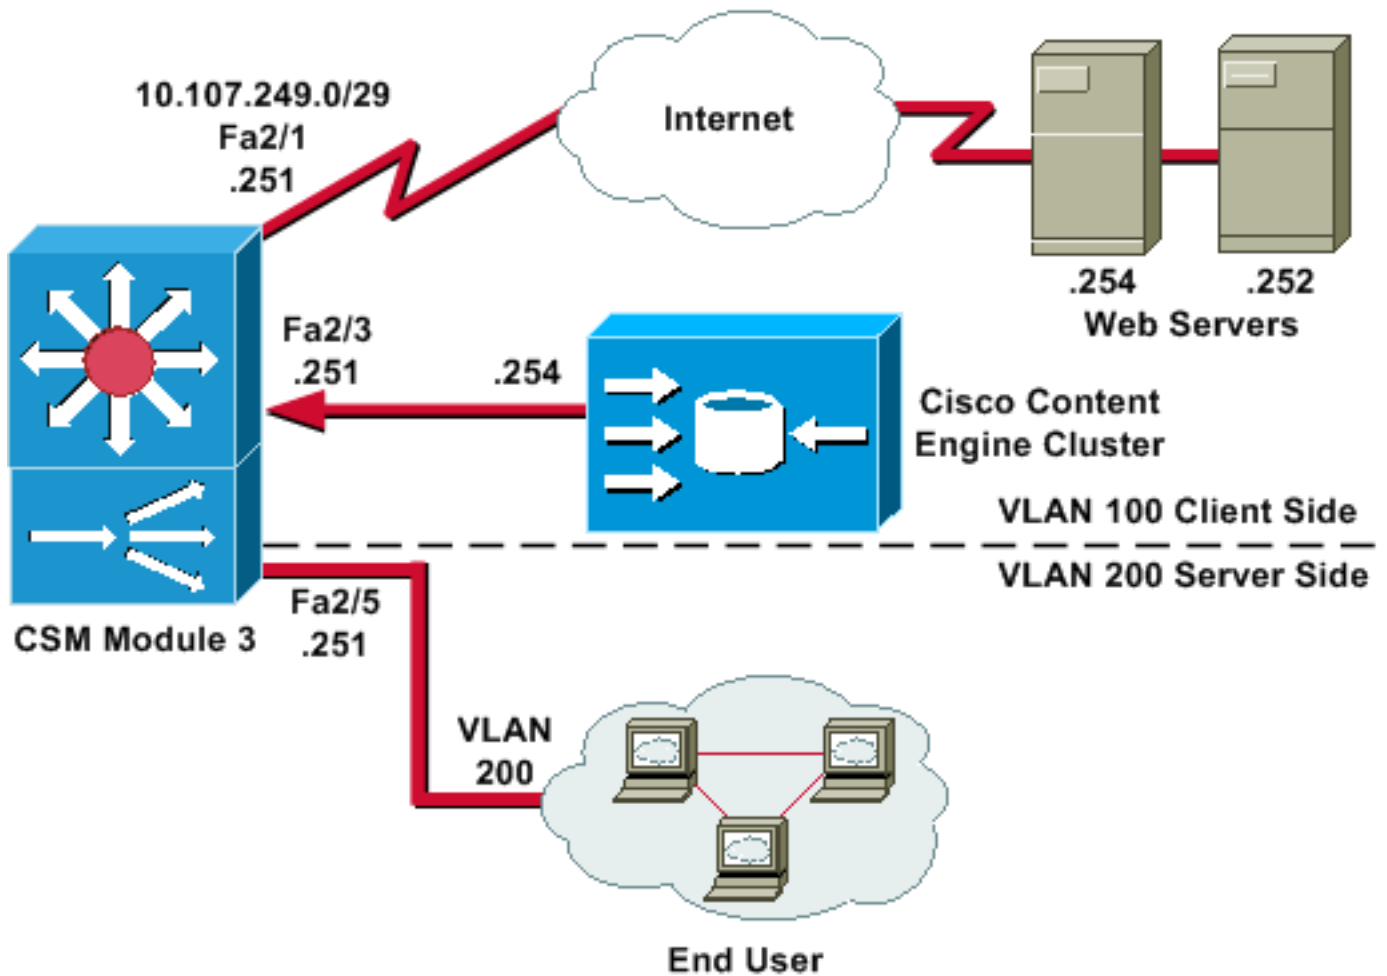 10.107.249.0/29
Fa2/1
.251
Internet
.254
.252
Web Servers
Fa2/3
.251
.254
Cisco Content
Engine Cluster
VLAN 100 Client Side
VLAN 200 Server Side
Fa2/5
.251
CSM Module 3
VLAN
200
End User